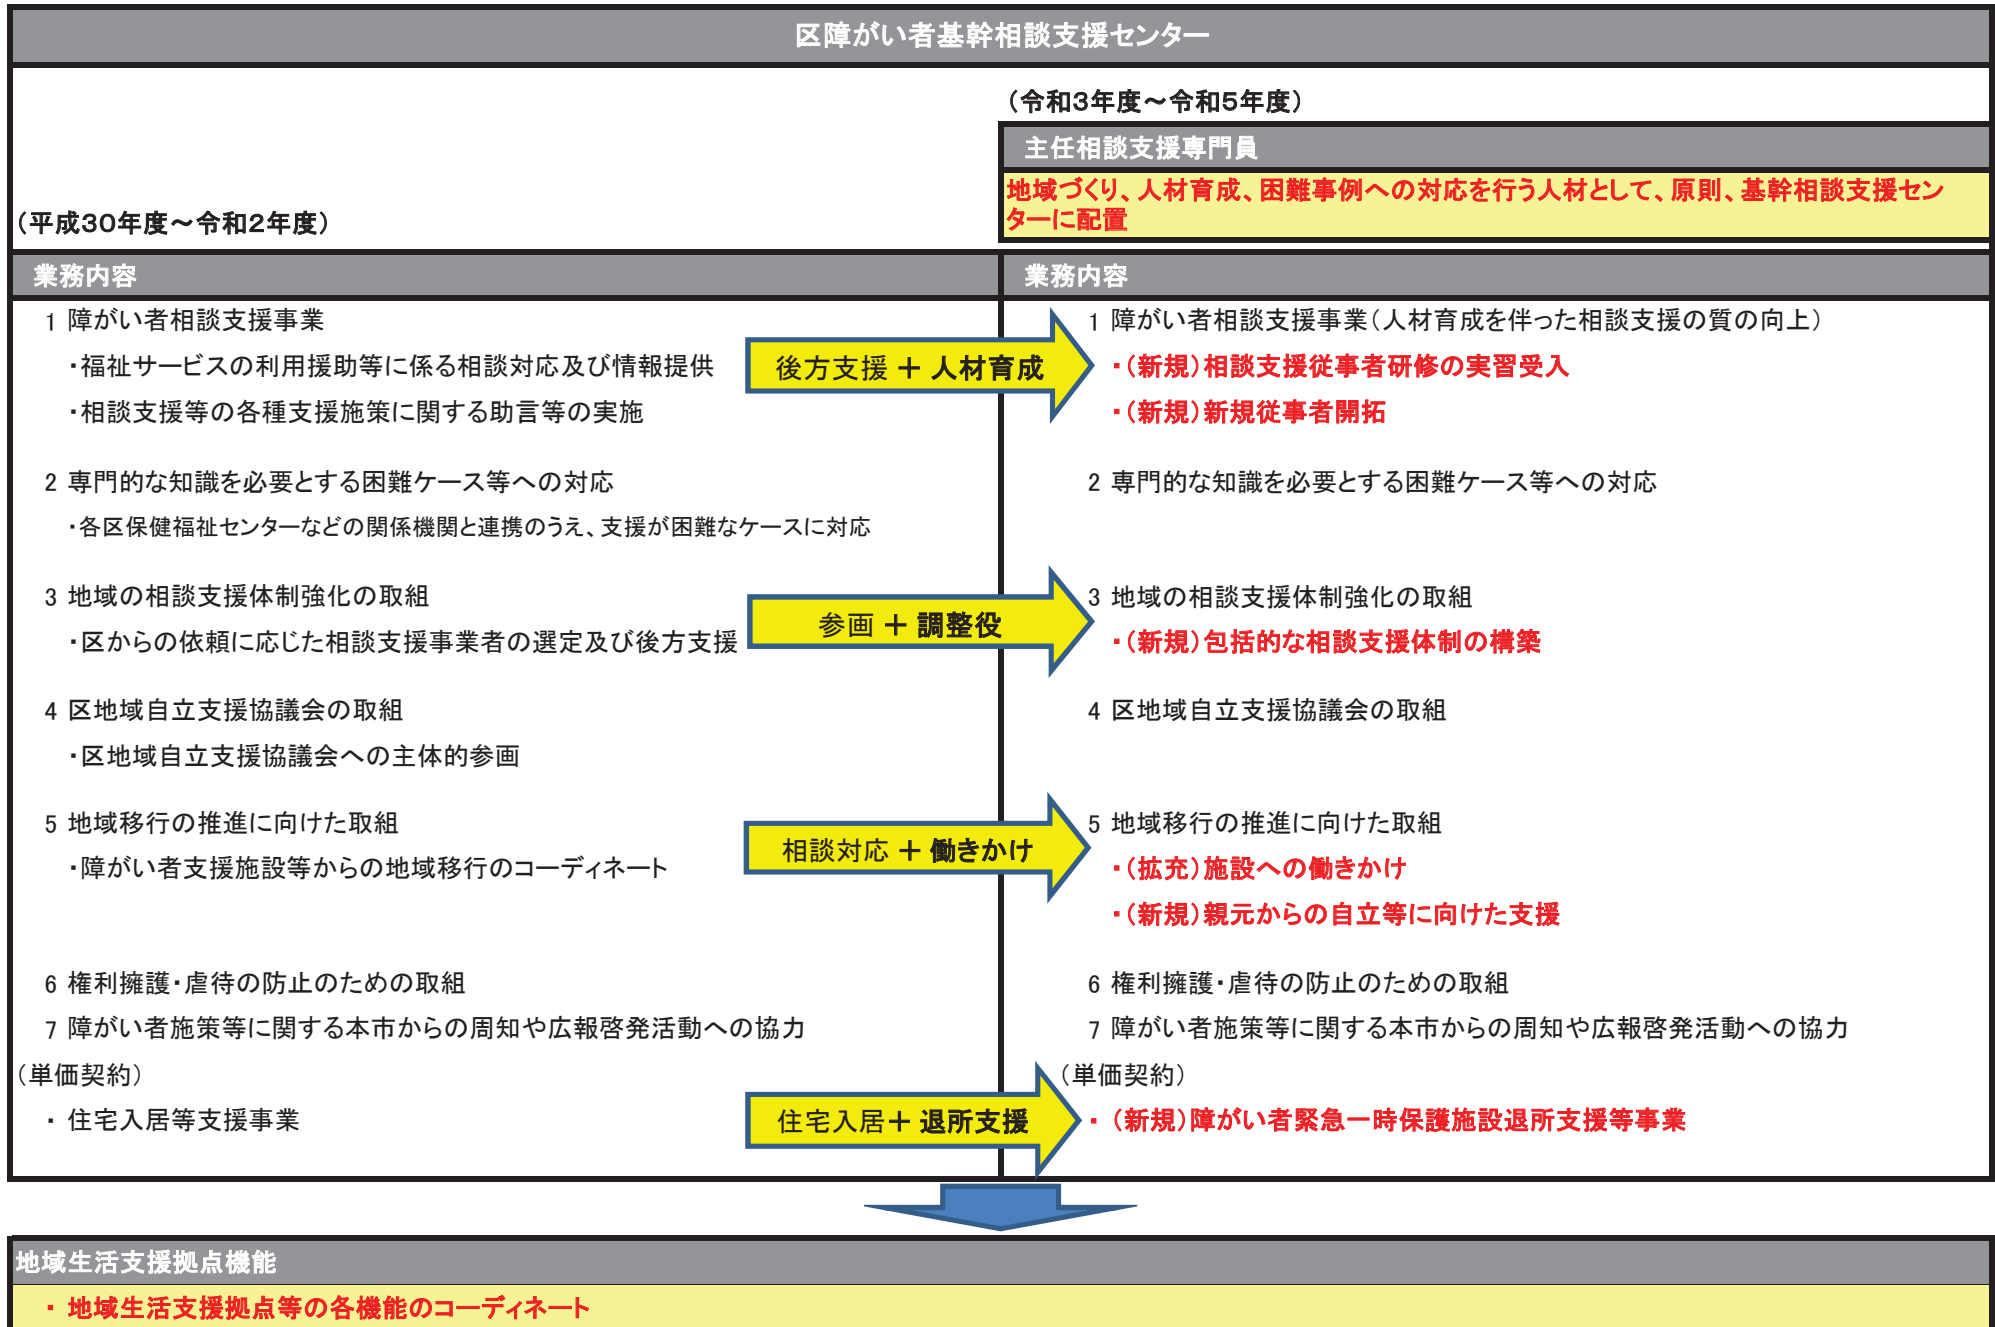 区障がい者基幹相談支援センター
（令和3年度～令和5年度）
主任相談支援専門員
地域づくり、人材育成、困難事例への対応を行う人材として、原則、基幹相談支援セン
ターに配置
（平成30年度～令和2年度）
業務内容
1 障がい者相談支援事業
・福祉サービスの利用援助等に係る相談対応及び情報提供
・相談支援等の各種支援施策に関する助言等の実施
2 専門的な知識を必要とする困難ケース等への対応
・各区保健福祉センターなどの関係機関と連携のうえ、支援が困難なケースに対応
3 地域の相談支援体制強化の取組
・区からの依頼に応じた相談支援事業者の選定及び後方支援
4 区地域自立支援協議会の取組
・区地域自立支援協議会への主体的参画
5 地域移行の推進に向けた取組
・障がい者支援施設等からの地域移行のコーディネート
6 権利擁護・虐待の防止のための取組
7 障がい者施策等に関する本市からの周知や広報啓発活動への協力
（単価契約）
・ 住宅入居等支援事業
後方支援 ＋ 人材育成
参画 ＋ 調整役
相談対応 ＋ 働きかけ
住宅入居＋ 退所支援
業務内容
1 障がい者相談支援事業（人材育成を伴った相談支援の質の向上）
・（新規）相談支援従事者研修の実習受入
・（新規）新規従事者開拓
2 専門的な知識を必要とする困難ケース等への対応
3 地域の相談支援体制強化の取組
・（新規）包括的な相談支援体制の構築
4 区地域自立支援協議会の取組
5 地域移行の推進に向けた取組
・（拡充）施設への働きかけ
・（新規）親元からの自立等に向けた支援
6 権利擁護・虐待の防止のための取組
7 障がい者施策等に関する本市からの周知や広報啓発活動への協力
（単価契約）
・ （新規）障がい者緊急一時保護施設退所支援等事業
地域生活支援拠点機能
・ 地域生活支援拠点等の各機能のコーディネート